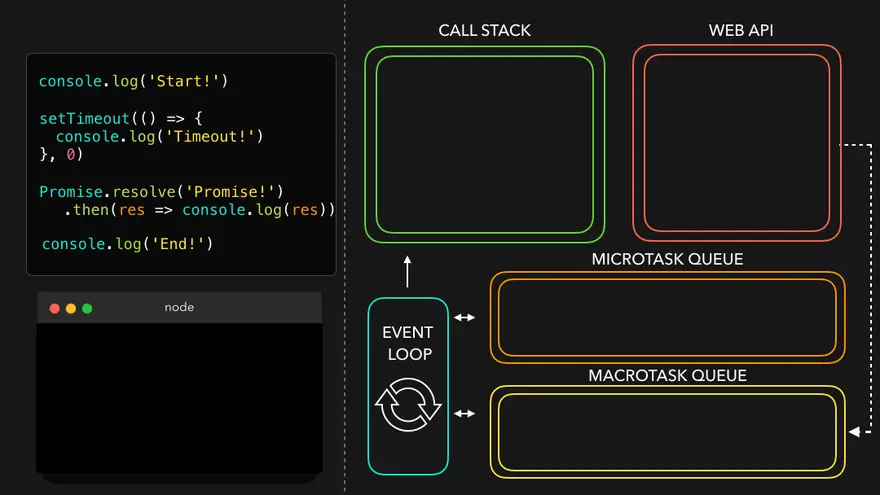 console.log('Start!')
setTimeout(() => {
  console.log('Timeout!')
}, 0)
Promise.resolve('Promise!')
  .then(res => console.log(res))
console.log('End!')
node
CALL STACK
WEB API
MICROTASK QUEUE
EVENT
LOOP
MACROTASK QUEUE